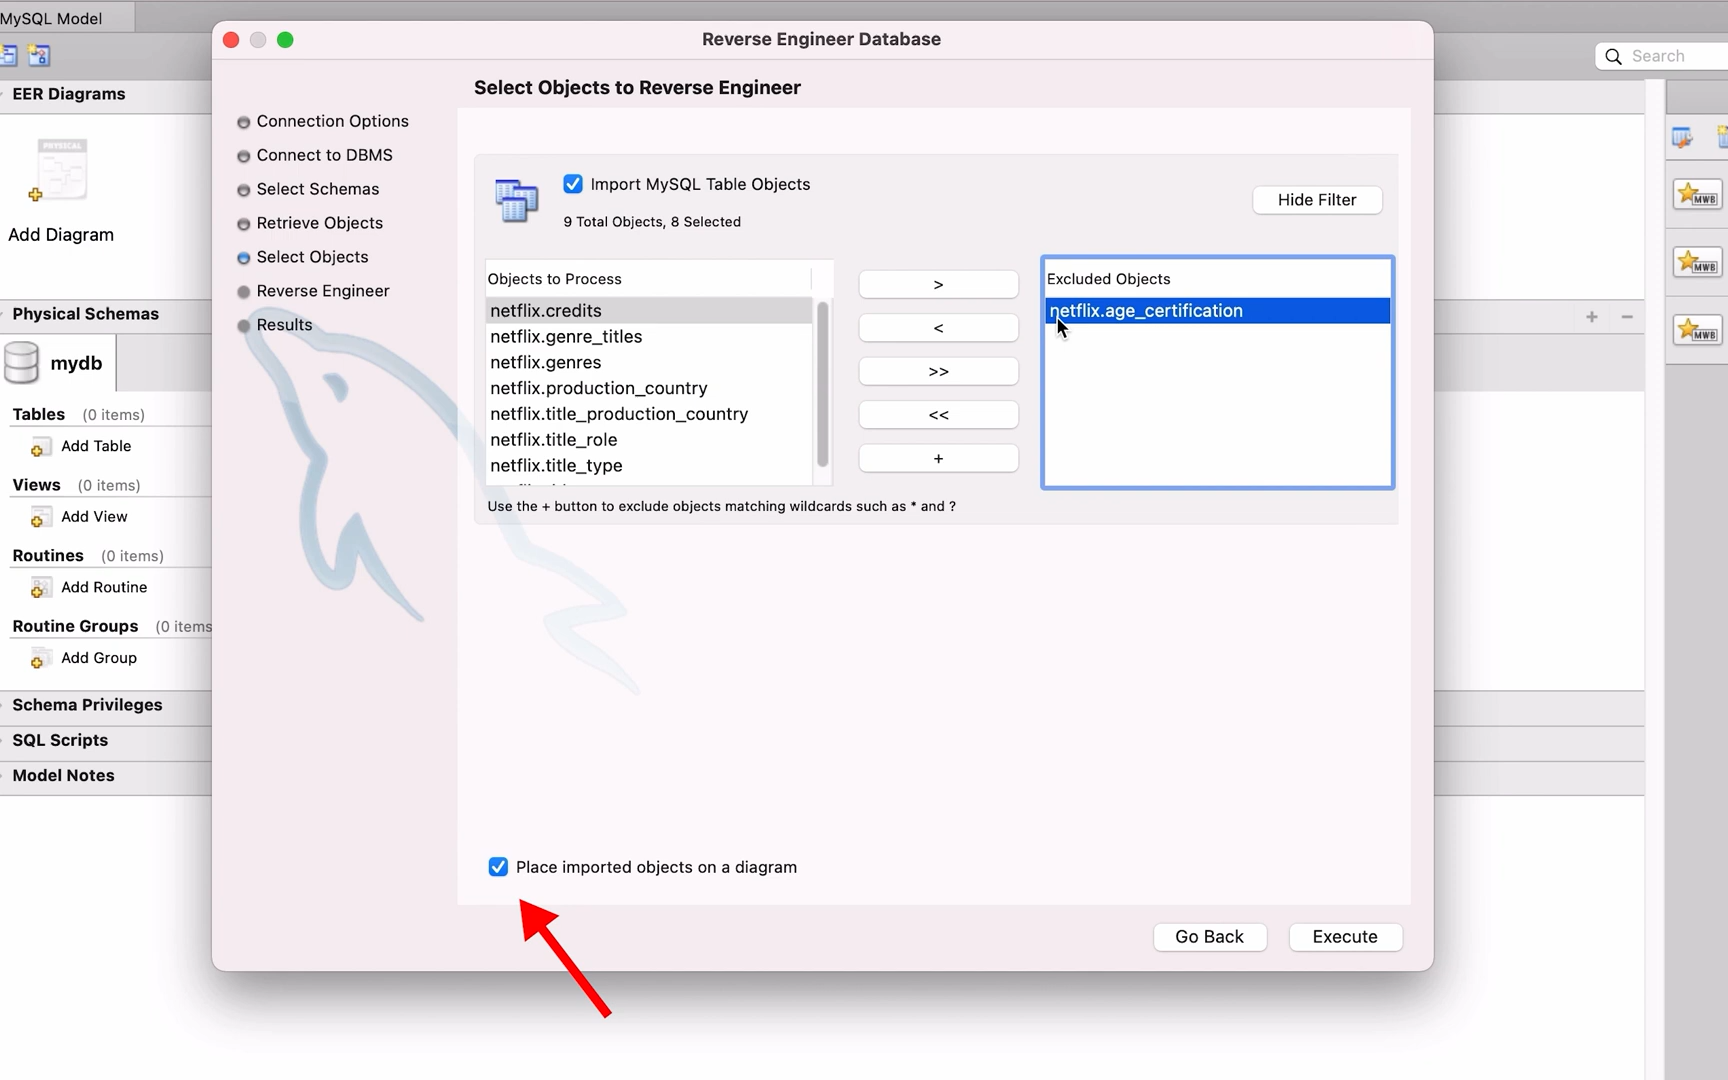 MySQL Model
Reverse Engineer Database
Search
Select Objects to Reverse Engineer
EER Diagrams
PHYSICAL
Add Diagram
Physical Schemas
mydb
Tables (0 items)
Add Table
Views (0 items)
Add View
Routines (0 items)
Add Routine
Routine Groups (0 items
Add Group
Schema Privileges
SQL Scripts
Model Notes
Connection Options
Connect to DBMS
Select Schemas
Retrieve Objects
Select Objects
Reverse Engineer
Results
Import MySQL Table Objects
9 Total Objects, 8 Selected
Hide Filter
Objects to Process
netflix.credits
netflix.genre_titles
netflix.genres
netflix.production_country
netflix.title_production_country
netflix.title_role
netflix.title_type
>
<
>>
<<
+
Excluded Objects
netflix.age_certification
Use the + button to exclude objects matching wildcards such as * and ?
Place imported objects on a diagram
Go Back
Execute
+ −
MWB
MWB
MWB